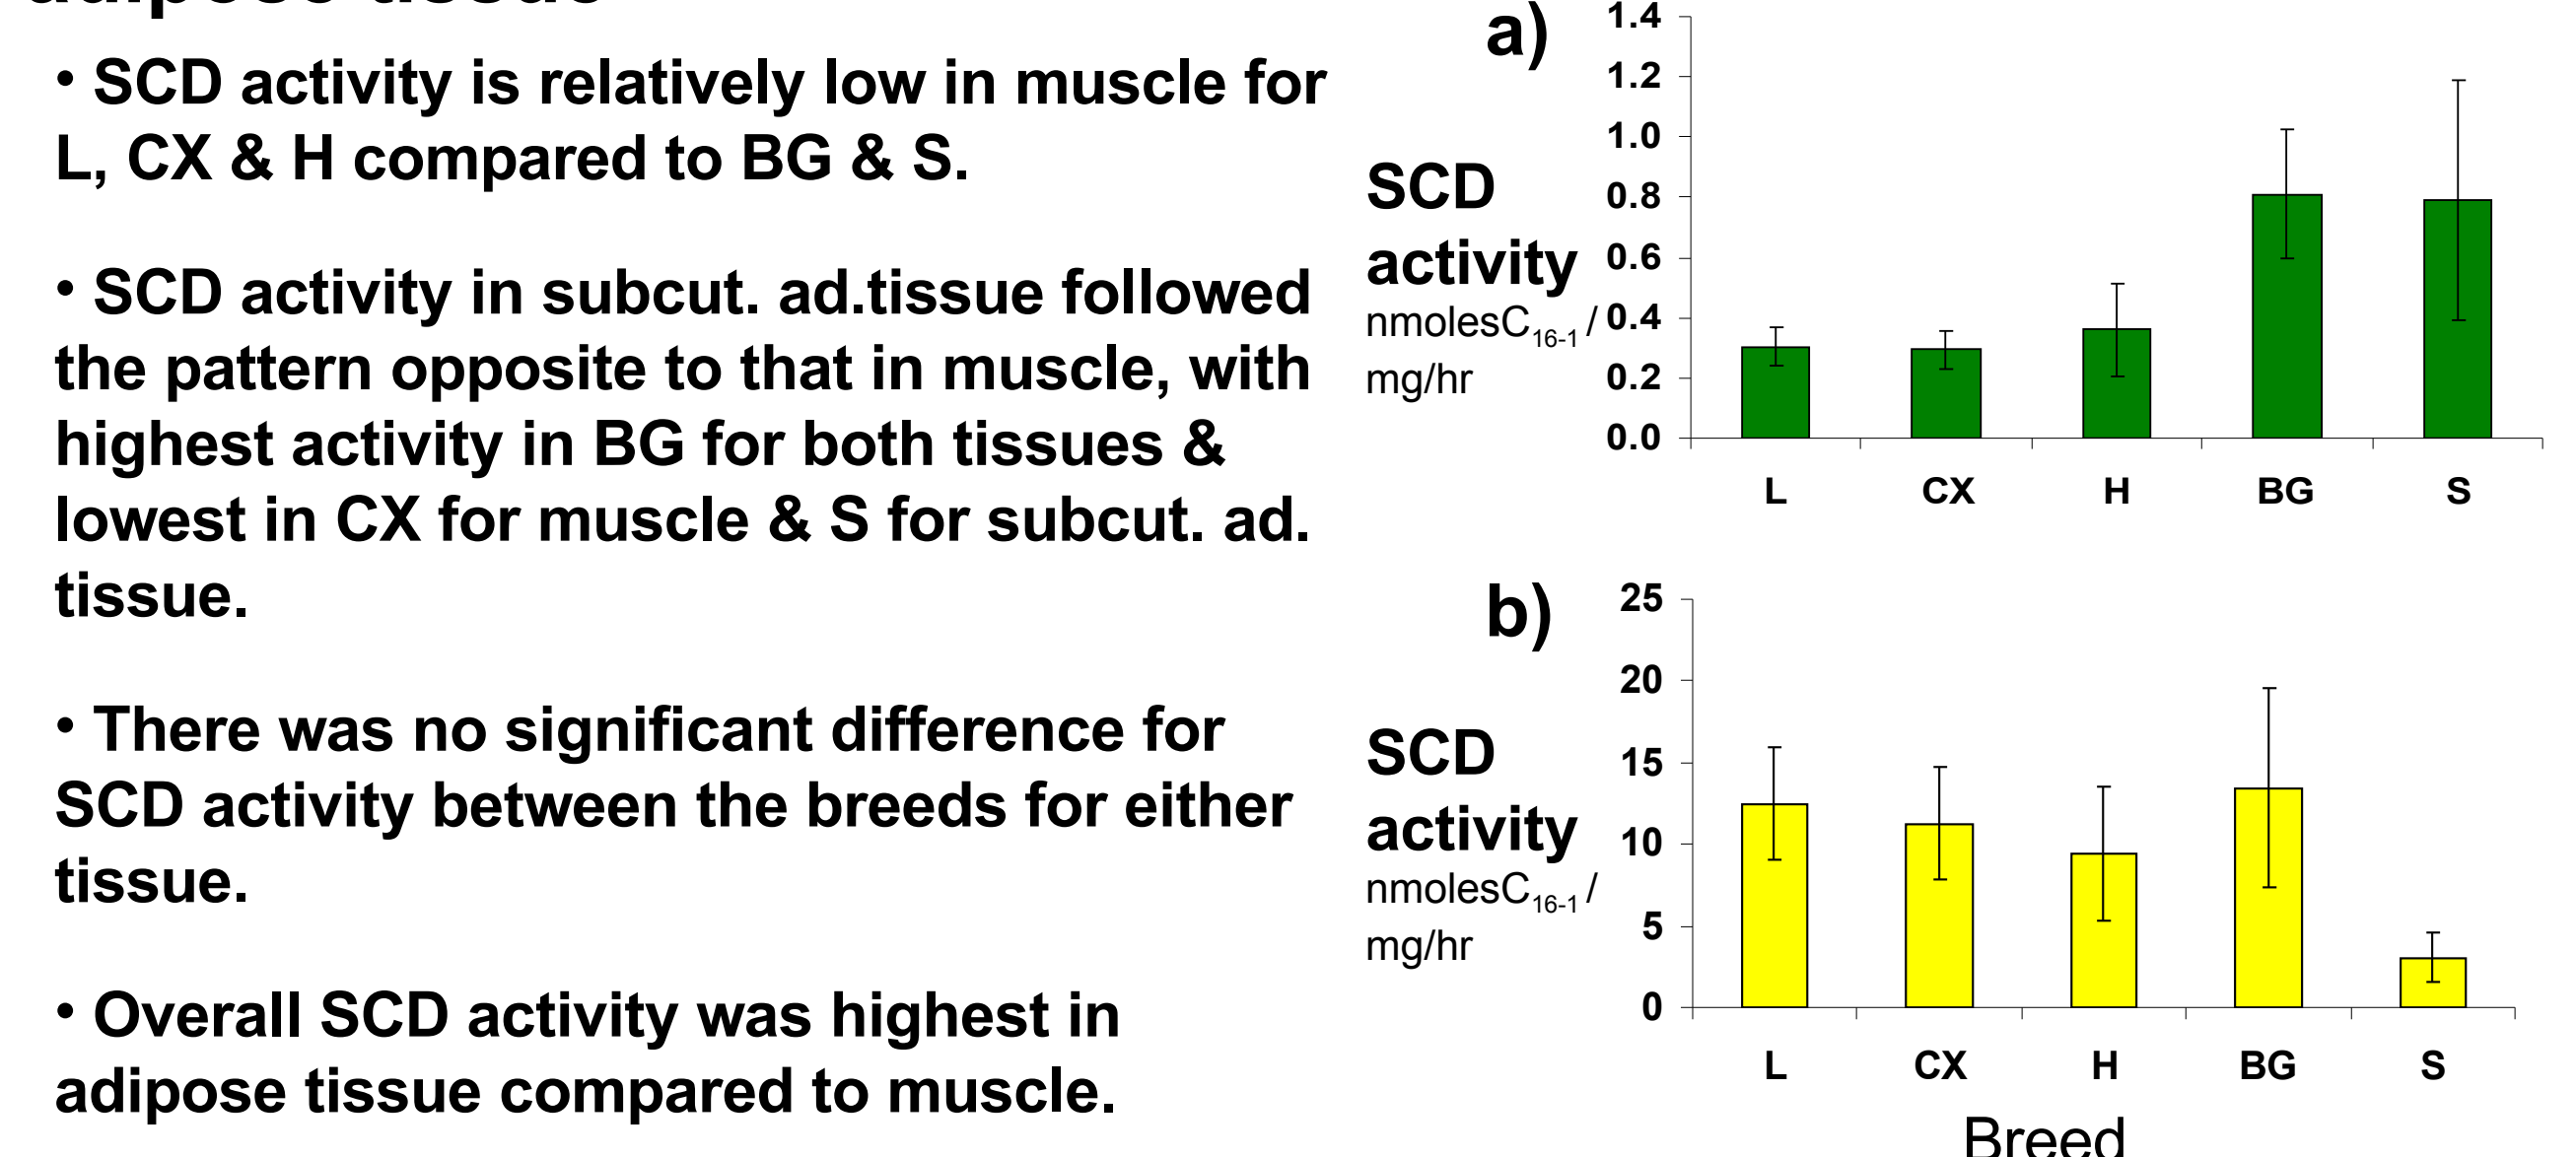 adipose tissue
• SCD activity is relatively low in muscle for
L, CX & H compared to BG & S.
• SCD activity in subcut. ad.tissue followed
the pattern opposite to that in muscle, with
highest activity in BG for both tissues &
lowest in CX for muscle & S for subcut. ad.
tissue.
• There was no significant difference for
SCD activity between the breeds for either
tissue.
• Overall SCD activity was highest in
adipose tissue compared to muscle.
a)
SCD
activity
nmolesC16-1 /
mg/hr
1.4
1.2
1.0
0.8
0.6
0.4
0.2
0.0
L CX H BG S
b)
SCD
activity
nmolesC16-1 /
mg/hr
25
20
15
10
5
0
L CX H BG S
Breed